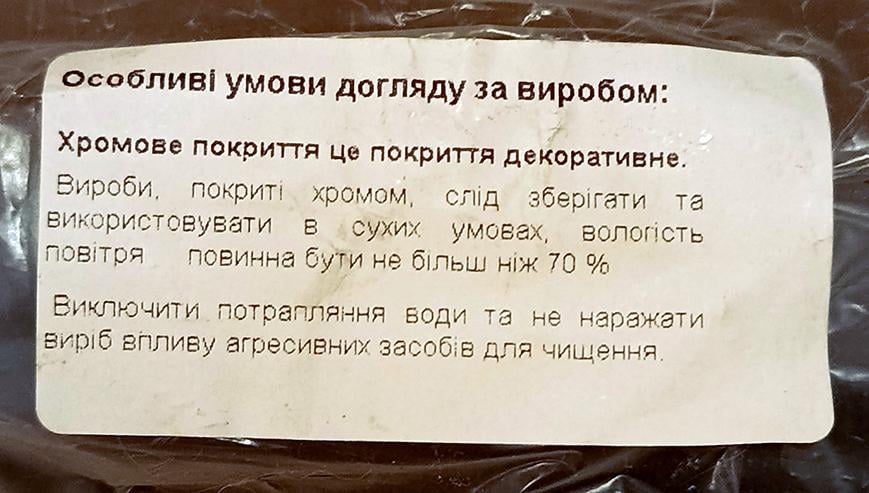 Особливі умови догляду за виробом:
Хромове покриття це покриття декоративне.
Вироби, покриті хромом, слід зберігати та
використовувати в сухих умовах, вологість
повітря повинна бути не більш ніж 70 %
Виключити потрапляння води та не наражати
виріб впливу агресивних засобів для чищення.